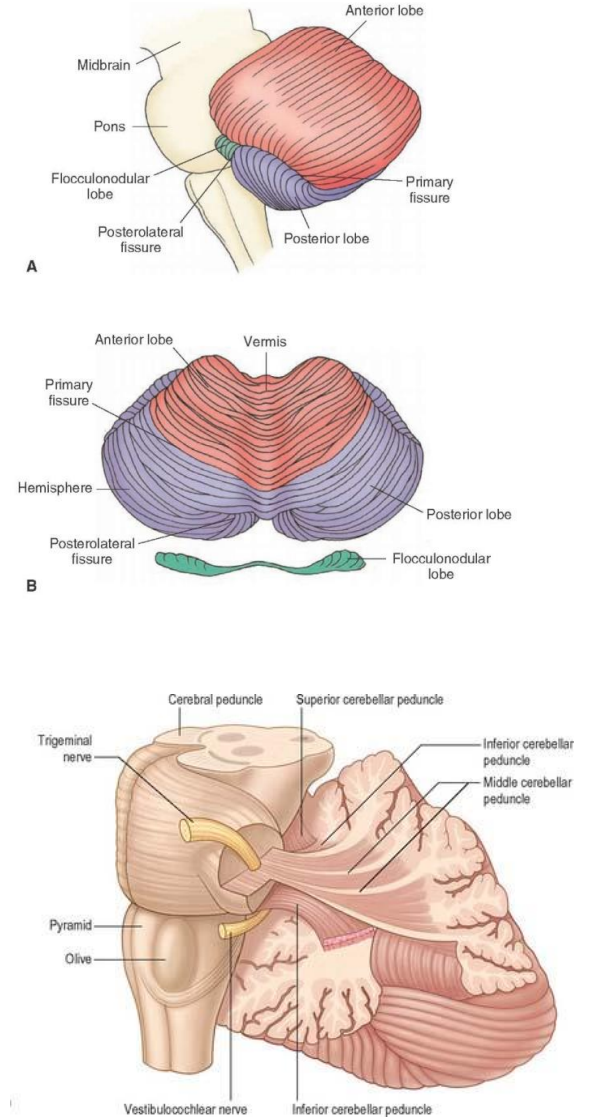 Anterior lobe
Midbrain
Pons
Flocculonodular
lobe
Primary
fissure
Posterolateral
fissure
Posterior lobe
A
Anterior lobe
Vermis
Primary
fissure
Hemisphere
Posterior lobe
Posterolateral
fissure
Flocculonodular
lobe
B
Cerebral peduncle
Superior cerebellar peduncle
Trigeminal
nerve
Inferior cerebellar
peduncle
Middle cerebellar
peduncle
Pyramid
Olive
Vestibulocochlear nerve
Inferior cerebellar peduncle